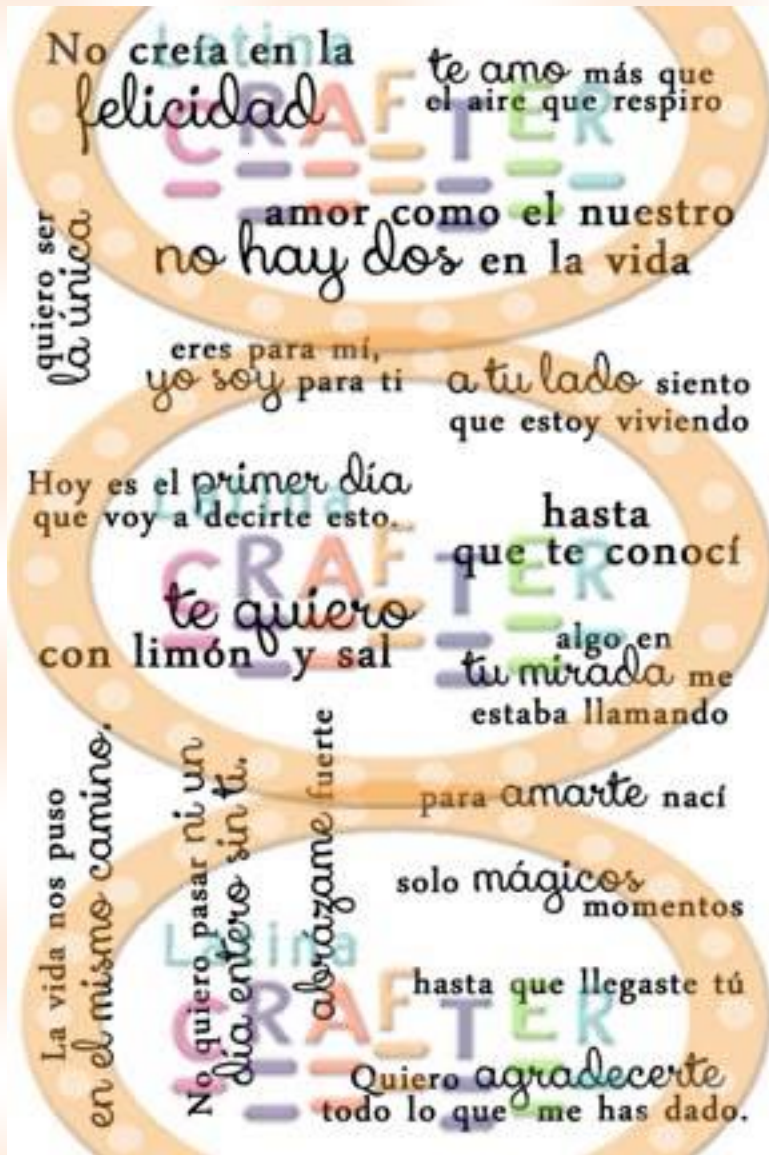 No creía en la
felicidad
te amo más que
el aire que respiro
amor como el nuestro
no hay dos en la vida
quiero ser
la única
eres para mí,
yo soy para ti
a tu lado siento
que estoy viviendo
Hoy es el primer día
que voy a decirte esto.
hasta
que te conocí
te quiero
con limón y sal
algo en
tu mirada me
estaba llamando
La vida nos puso
en el mismo camino.
No quiero pasar ni un
día entero sin ti.
abrázame fuerte
para amarte nací
solo mágicos
momentos
hasta que llegaste tú
Quiero agradecerte
todo lo que me has dado.
Latina
CRAFTER
Latina
CRAFTER
Latina
CRAFTER